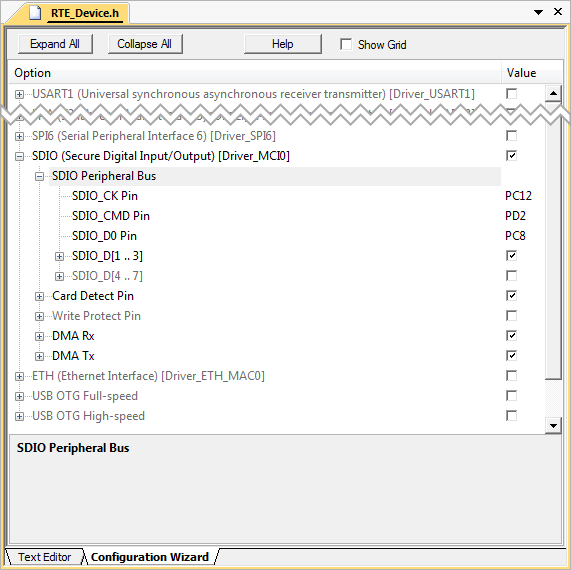 RTE_Device.h
Expand All Collapse All Help Show Grid
Option Value
USART1 (Universal synchronous asynchronous receiver transmitter) [Driver_USART1]
SPI6 (Serial Peripheral Interface 6) [Driver_SPI6]
SDIO (Secure Digital Input/Output) [Driver_MCI0]
SDIO Peripheral Bus
SDIO_CK Pin PC12
SDIO_CMD Pin PD2
SDIO_D0 Pin PC8
SDIO_D[1 .. 3]
SDIO_D[4 .. 7]
Card Detect Pin
Write Protect Pin
DMA Rx
DMA Tx
ETH (Ethernet Interface) [Driver_ETH_MAC0]
USB OTG Full-speed
USB OTG High-speed
SDIO Peripheral Bus
Text Editor Configuration Wizard